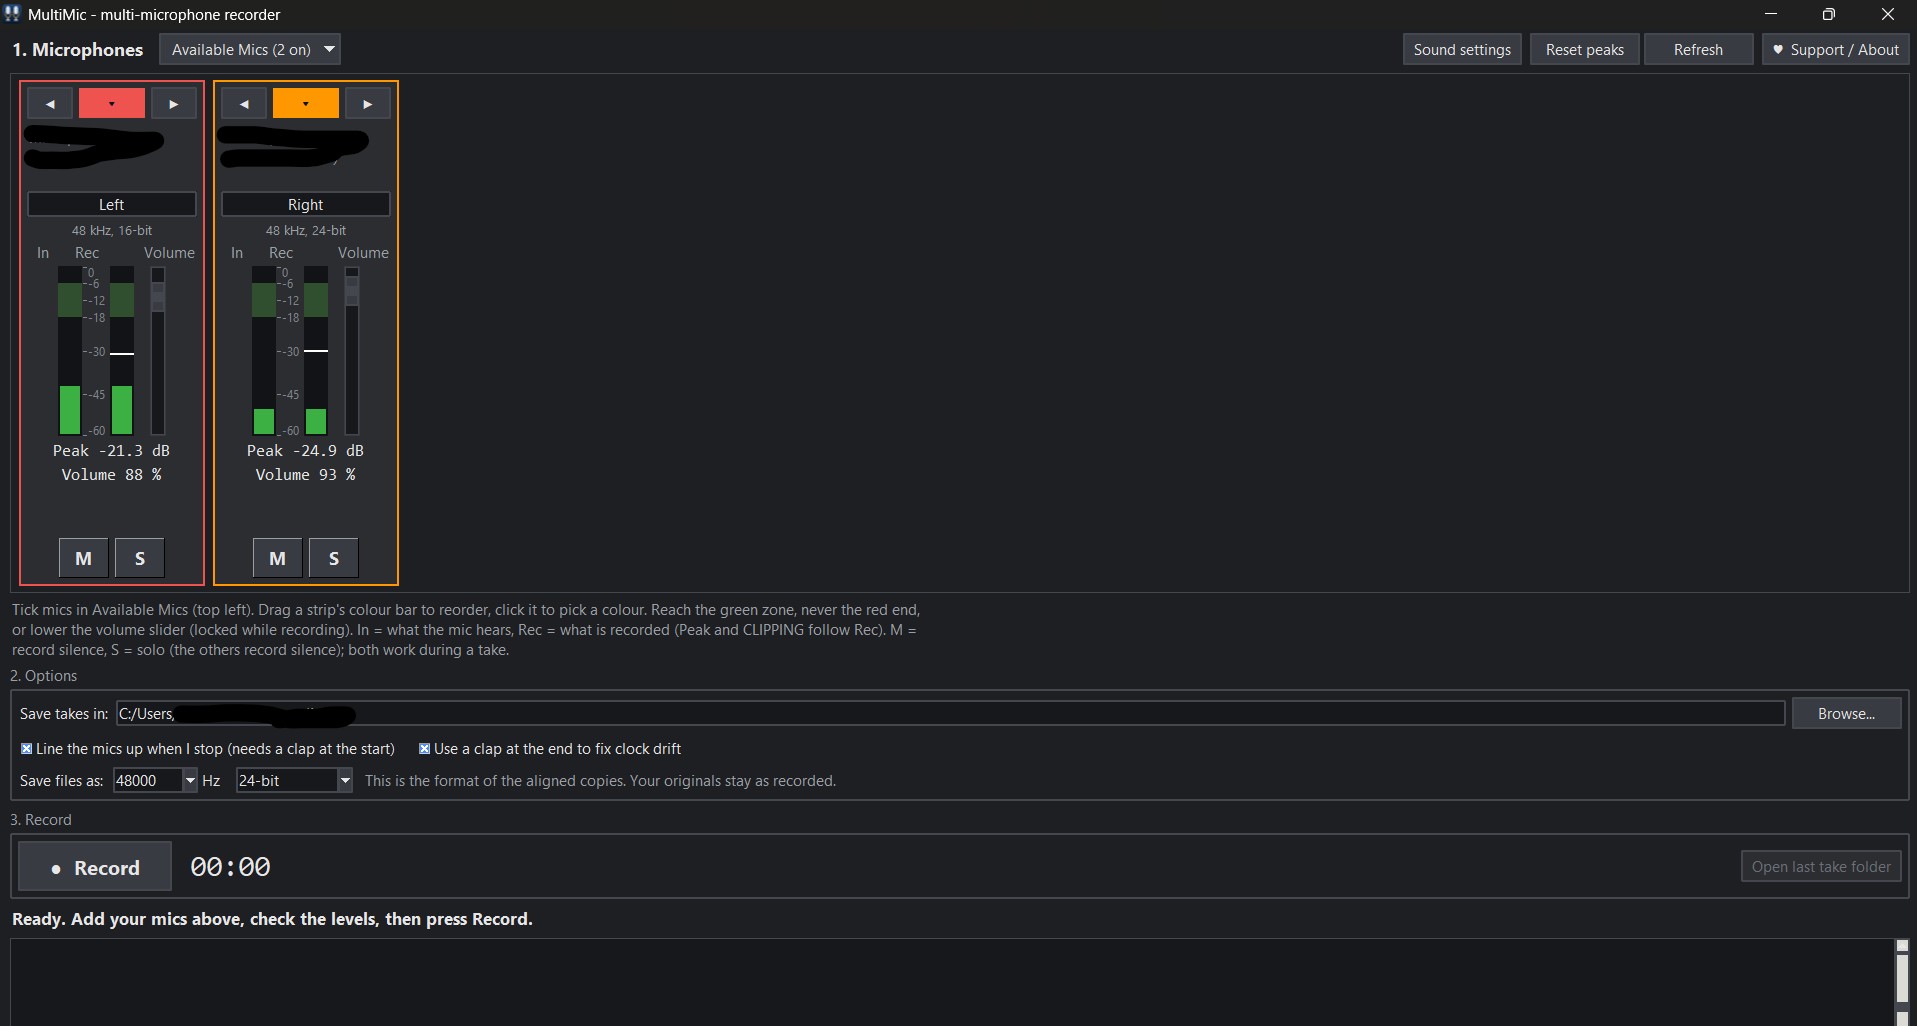 MultiMic - multi-microphone recorder
1. Microphones
Available Mics (2 on)
Sound settings
Reset peaks
Refresh
♥ Support / About
Left
48 kHz, 16-bit
In Rec Volume
0
-6
-12
-18
-30
-45
-60
Peak -21.3 dB
Volume 88 %
M S
Right
48 kHz, 24-bit
In Rec Volume
0
-6
-12
-18
-30
-45
-60
Peak -24.9 dB
Volume 93 %
M S
Tick mics in Available Mics (top left). Drag a strip's colour bar to reorder, click it to pick a colour. Reach the green zone, never the red end,
or lower the volume slider (locked while recording). In = what the mic hears, Rec = what is recorded (Peak and CLIPPING follow Rec). M =
record silence, S = solo (the others record silence); both work during a take.
2. Options
Save takes in: C:/Users
Browse...
Line the mics up when I stop (needs a clap at the start) Use a clap at the end to fix clock drift
Save files as: 48000 Hz 24-bit This is the format of the aligned copies. Your originals stay as recorded.
3. Record
● Record 00:00 Open last take folder
Ready. Add your mics above, check the levels, then press Record.